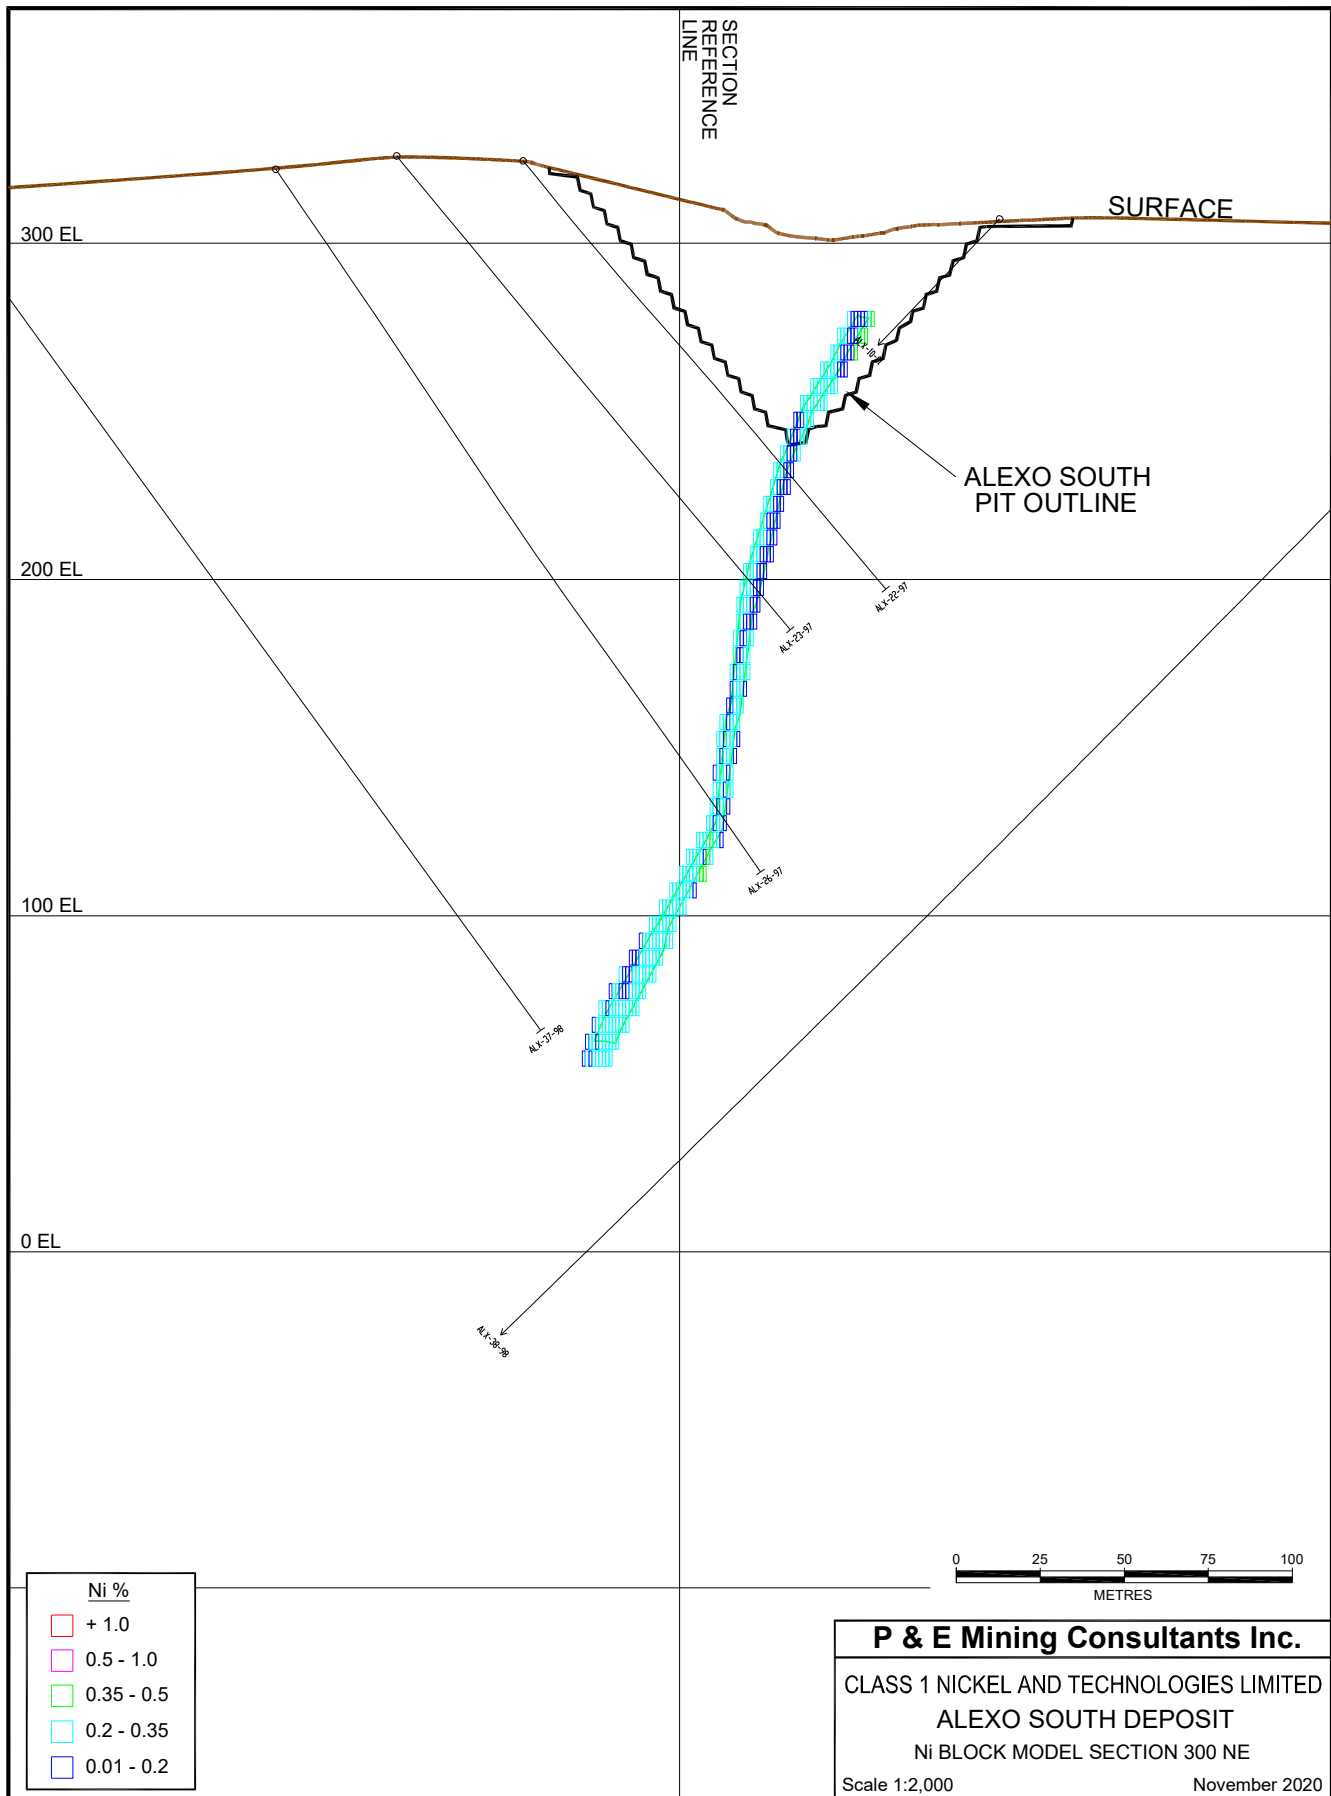 SECTION
REFERENCE
LINE
SURFACE
300 EL
ALX-10-
ALEXO SOUTH
PIT OUTLINE
200 EL
ALX-22-97
ALX-23-97
ALX-26-97
100 EL
ALX-37-98
0 EL
ALX-38-98
0 25 50 75 100
METRES
Ni %
+ 1.0
0.5 - 1.0
0.35 - 0.5
0.2 - 0.35
0.01 - 0.2
P & E Mining Consultants Inc.
CLASS 1 NICKEL AND TECHNOLOGIES LIMITED
ALEXO SOUTH DEPOSIT
Ni BLOCK MODEL SECTION 300 NE
Scale 1:2,000 November 2020